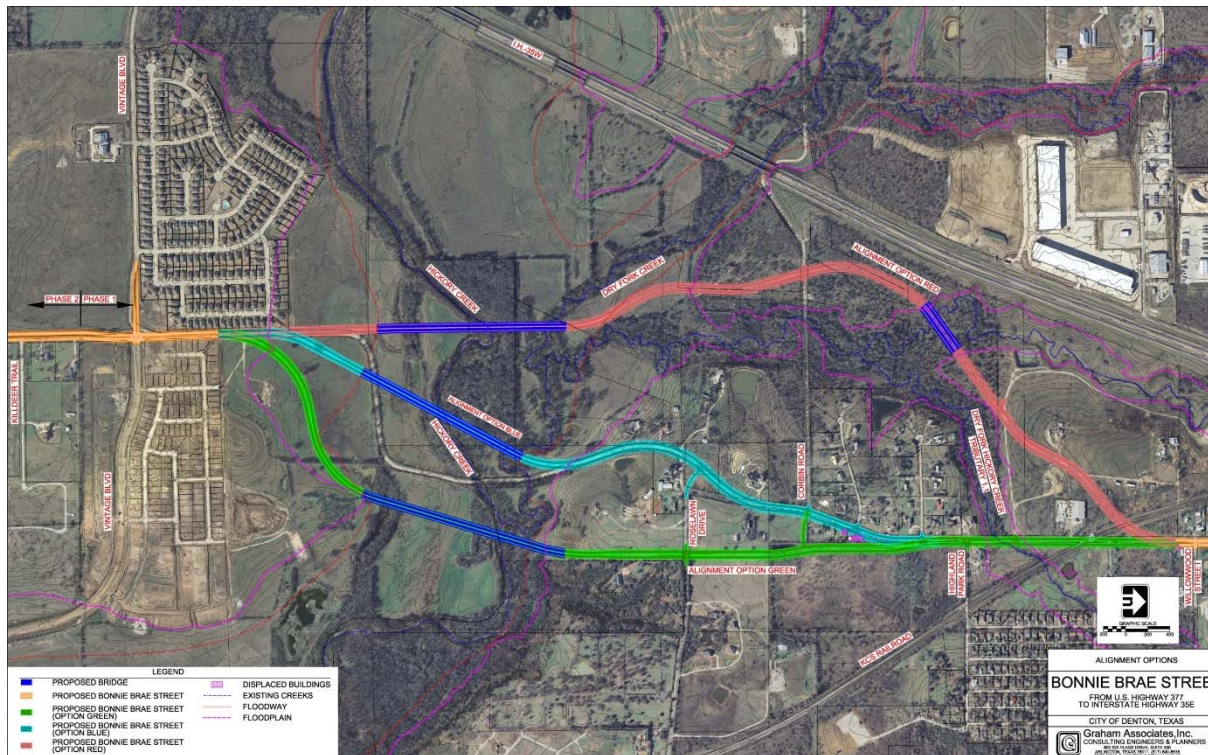 VINTAGE BLVD
I.H.-35W
PHASE 2
PHASE 1
HICKORY CREEK
DRY FORK CREEK
ALIGNMENT OPTION RED
KILLDEER TRAIL
VINTAGE BLVD
ALIGNMENT OPTION BLUE
HICKORY CREEK
ROSELAWN
DRIVE
CORBIN ROAD
DRY FORK HICKORY CREEK
ALIGNMENT OPTION GREEN
HIGHLAND
PARK ROAD
WILLOWWOOD
STREET
KCS RAILROAD
GRAPHIC SCALE
200 0 200 400
LEGEND
PROPOSED BRIDGE
PROPOSED BONNIE BRAE STREET
PROPOSED BONNIE BRAE STREET
(OPTION GREEN)
PROPOSED BONNIE BRAE STREET
(OPTION BLUE)
PROPOSED BONNIE BRAE STREET
(OPTION RED)
DISPLACED BUILDINGS
EXISTING CREEKS
FLOODWAY
FLOODPLAIN
ALIGNMENT OPTIONS
BONNIE BRAE STREE
FROM U.S. HIGHWAY 377
TO INTERSTATE HIGHWAY 35E
CITY OF DENTON, TEXAS
Graham Associates, Inc.
CONSULTING ENGINEERS & PLANNERS